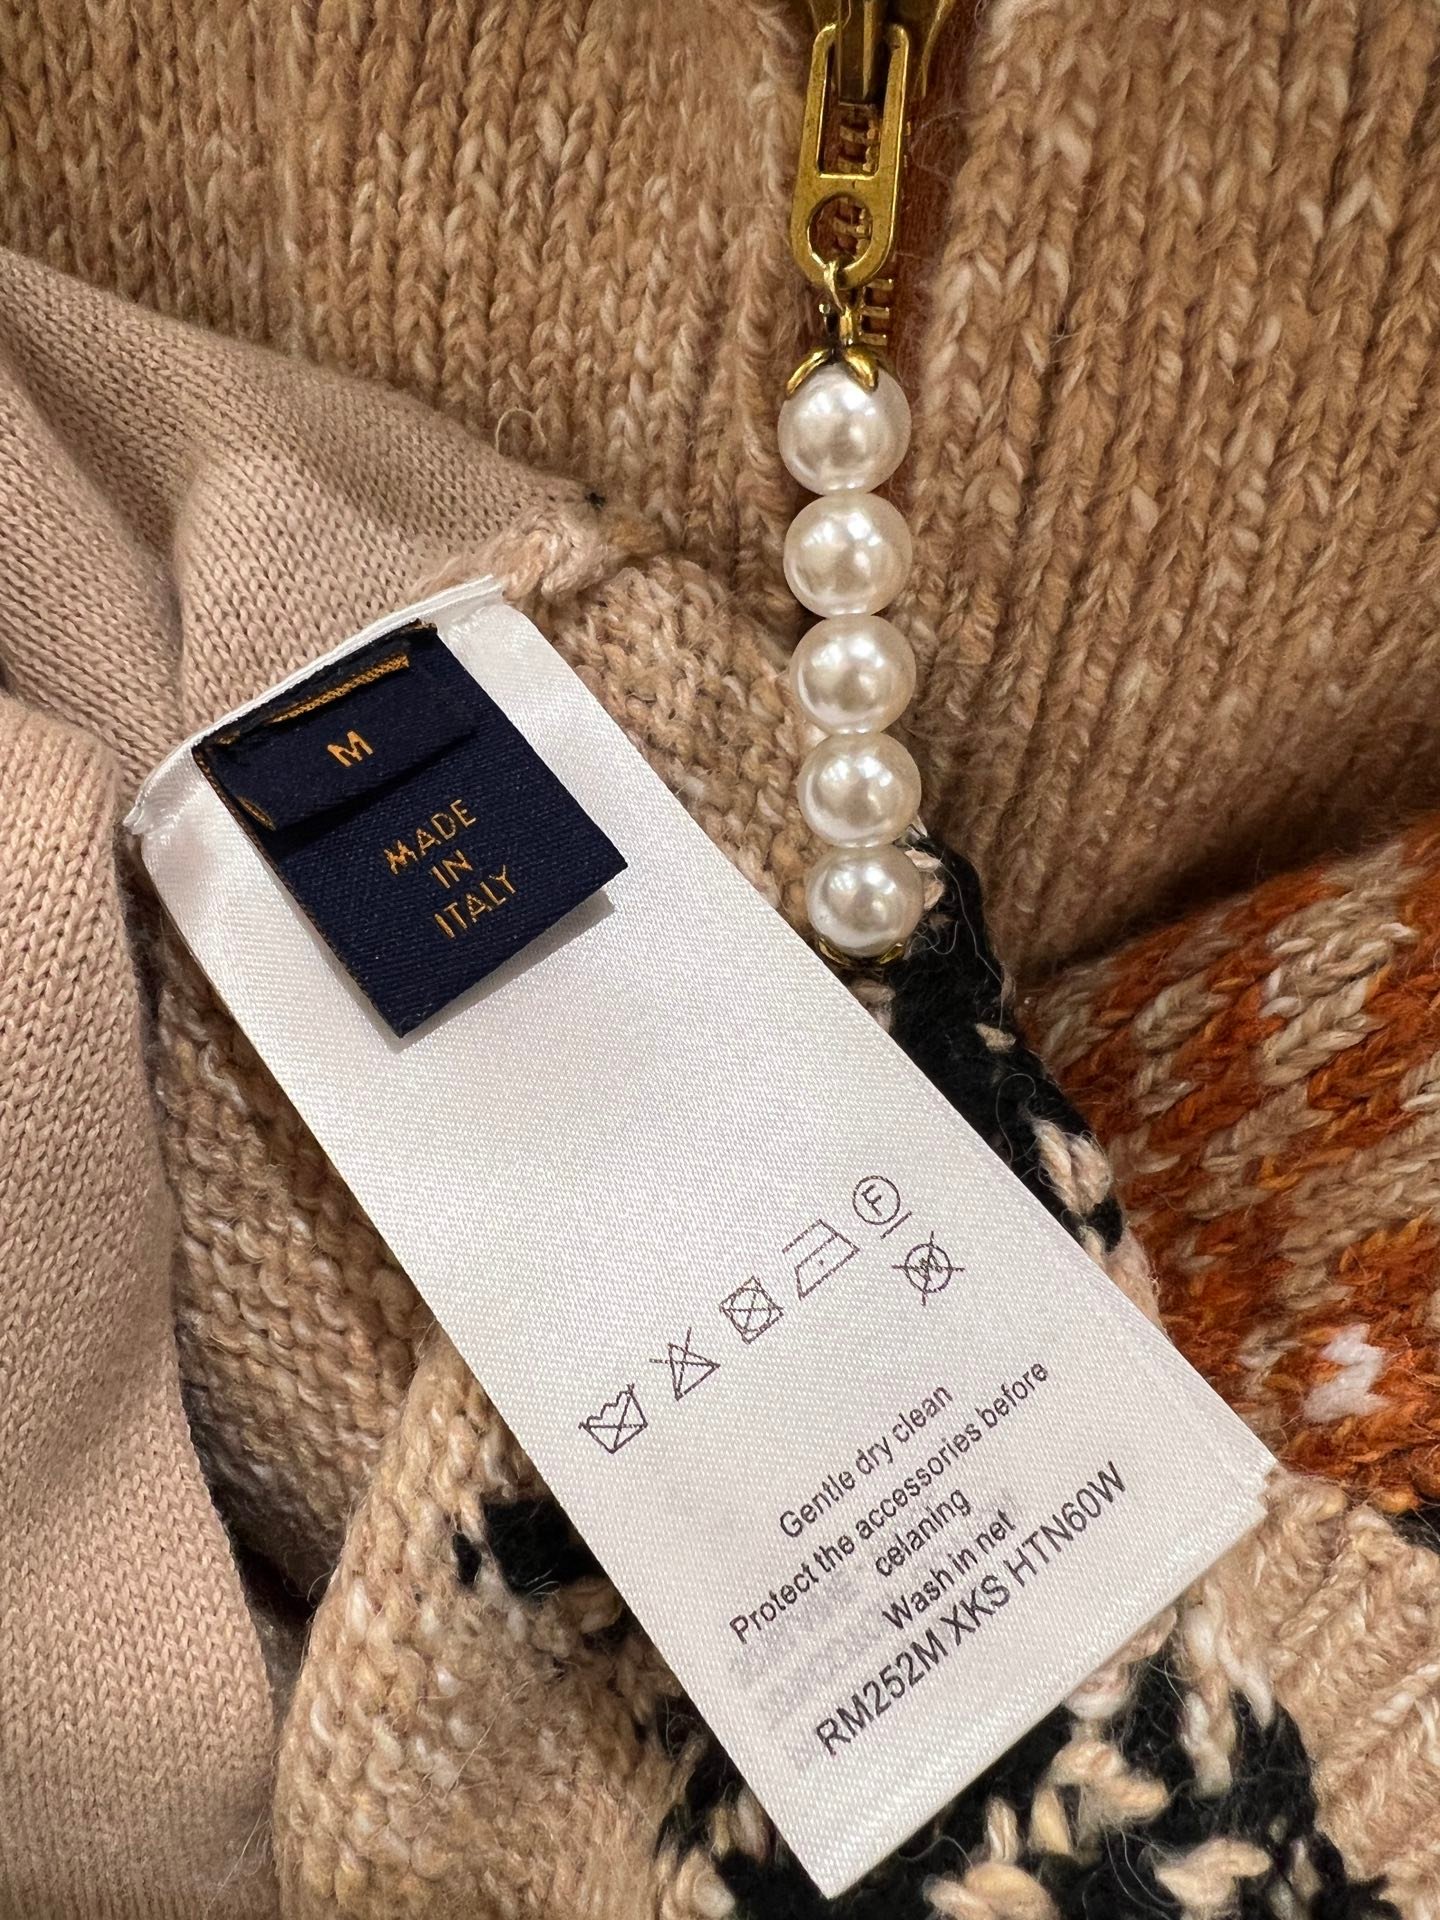 M
MADE
IN
ITALY
F
W
Gentle dry clean
Protect the accessories before
celaning
Wash in net
RM252M XKS HTN60W